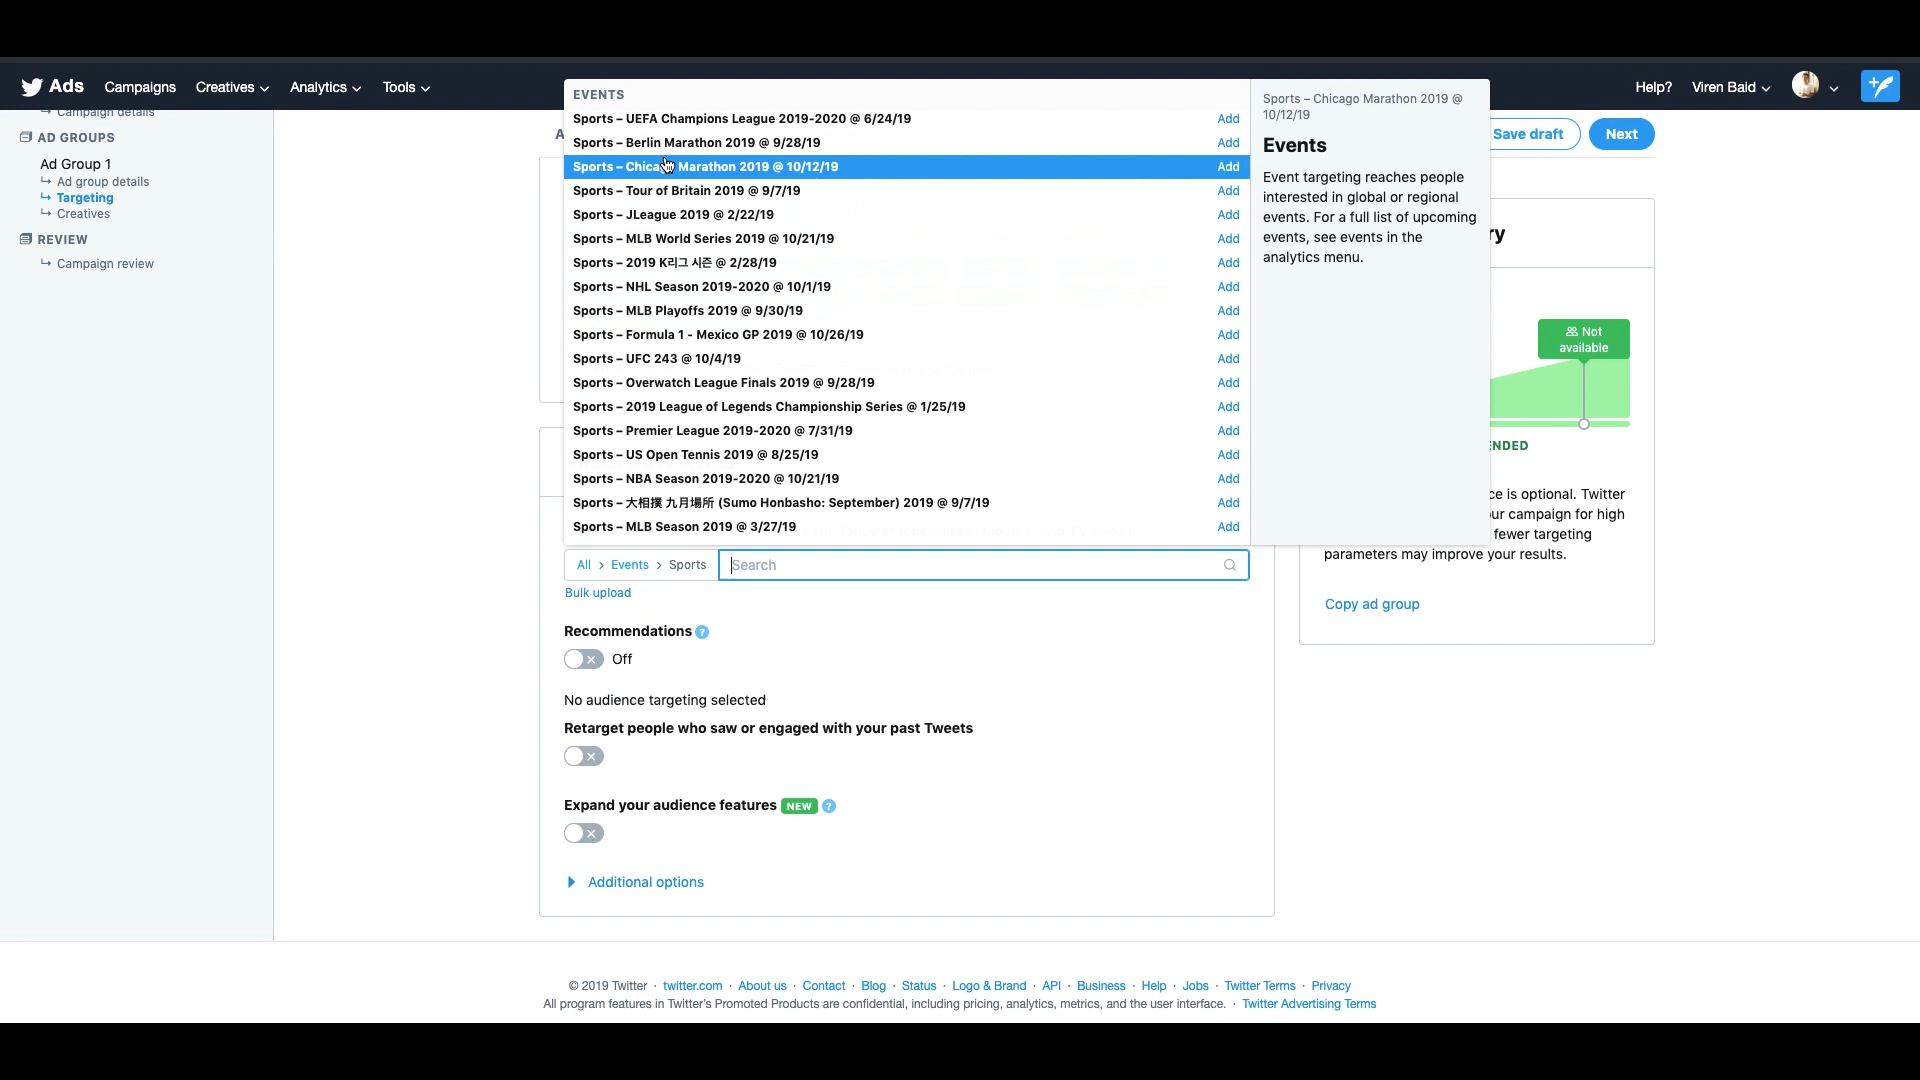 Ads Campaigns Creatives Analytics Tools
Help? Viren Baid
Campaign details
AD GROUPS
Ad Group 1
Ad group details
Targeting
Creatives
REVIEW
Campaign review
EVENTS
Sports – UEFA Champions League 2019-2020 @ 6/24/19 Add
Sports – Berlin Marathon 2019 @ 9/28/19 Add
Sports – Chicago Marathon 2019 @ 10/12/19 Add
Sports – Tour of Britain 2019 @ 9/7/19 Add
Sports – JLeague 2019 @ 2/22/19 Add
Sports – MLB World Series 2019 @ 10/21/19 Add
Sports – 2019 K리그 시즌 @ 2/28/19 Add
Sports – NHL Season 2019-2020 @ 10/1/19 Add
Sports – MLB Playoffs 2019 @ 9/30/19 Add
Sports – Formula 1 - Mexico GP 2019 @ 10/26/19 Add
Sports – UFC 243 @ 10/4/19 Add
Sports – Overwatch League Finals 2019 @ 9/28/19 Add
Sports – 2019 League of Legends Championship Series @ 1/25/19 Add
Sports – Premier League 2019-2020 @ 7/31/19 Add
Sports – US Open Tennis 2019 @ 8/25/19 Add
Sports – NBA Season 2019-2020 @ 10/21/19 Add
Sports – 大相撲 九月場所 (Sumo Honbasho: September) 2019 @ 9/7/19 Add
Sports – MLB Season 2019 @ 3/27/19 Add
Sports – Chicago Marathon 2019 @
10/12/19
Events
Event targeting reaches people
interested in global or regional
events. For a full list of upcoming
events, see events in the
analytics menu.
Save draft Next
ry
Not
available
ENDED
ce is optional. Twitter
ur campaign for high
fewer targeting
parameters may improve your results.
Copy ad group
All > Events > Sports Search
Bulk upload
Recommendations ?
Off
No audience targeting selected
Retarget people who saw or engaged with your past Tweets
Expand your audience features NEW ?
Additional options
© 2019 Twitter · twitter.com · About us · Contact · Blog · Status · Logo & Brand · API · Business · Help · Jobs · Twitter Terms · Privacy
All program features in Twitter's Promoted Products are confidential, including pricing, analytics, metrics, and the user interface. · Twitter Advertising Terms